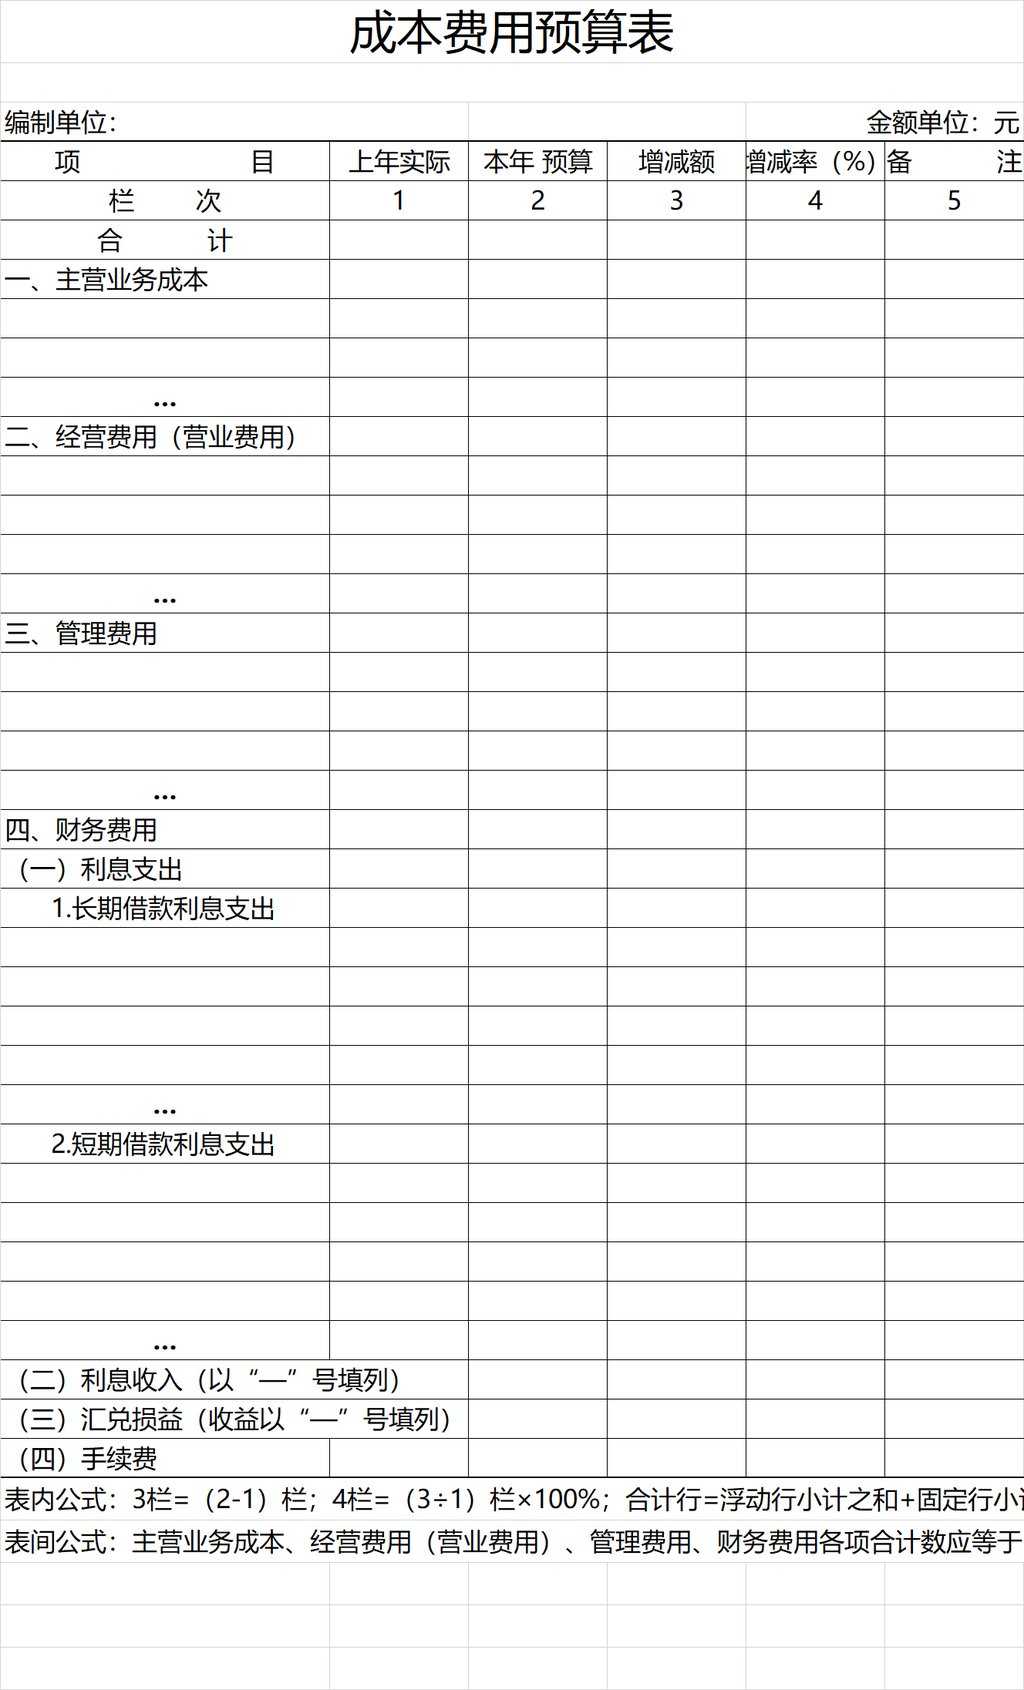 成本费用预算表
编制单位： 金额单位：元
项 目 上年实际 本年 预算 增减额 增减率（%） 备 注
栏 次 1 2 3 4 5
合 计
一、主营业务成本
…
二、经营费用（营业费用）
…
三、管理费用
…
四、财务费用
（一）利息支出
1.长期借款利息支出
…
2.短期借款利息支出
…
（二）利息收入（以“—”号填列）
（三）汇兑损益（收益以“—”号填列）
（四）手续费
表内公式：3栏=（2-1）栏；4栏=（3÷1）栏×100%；合计行=浮动行小计之和+固定行小
表间公式：主营业务成本、经营费用（营业费用）、管理费用、财务费用各项合计数应等于